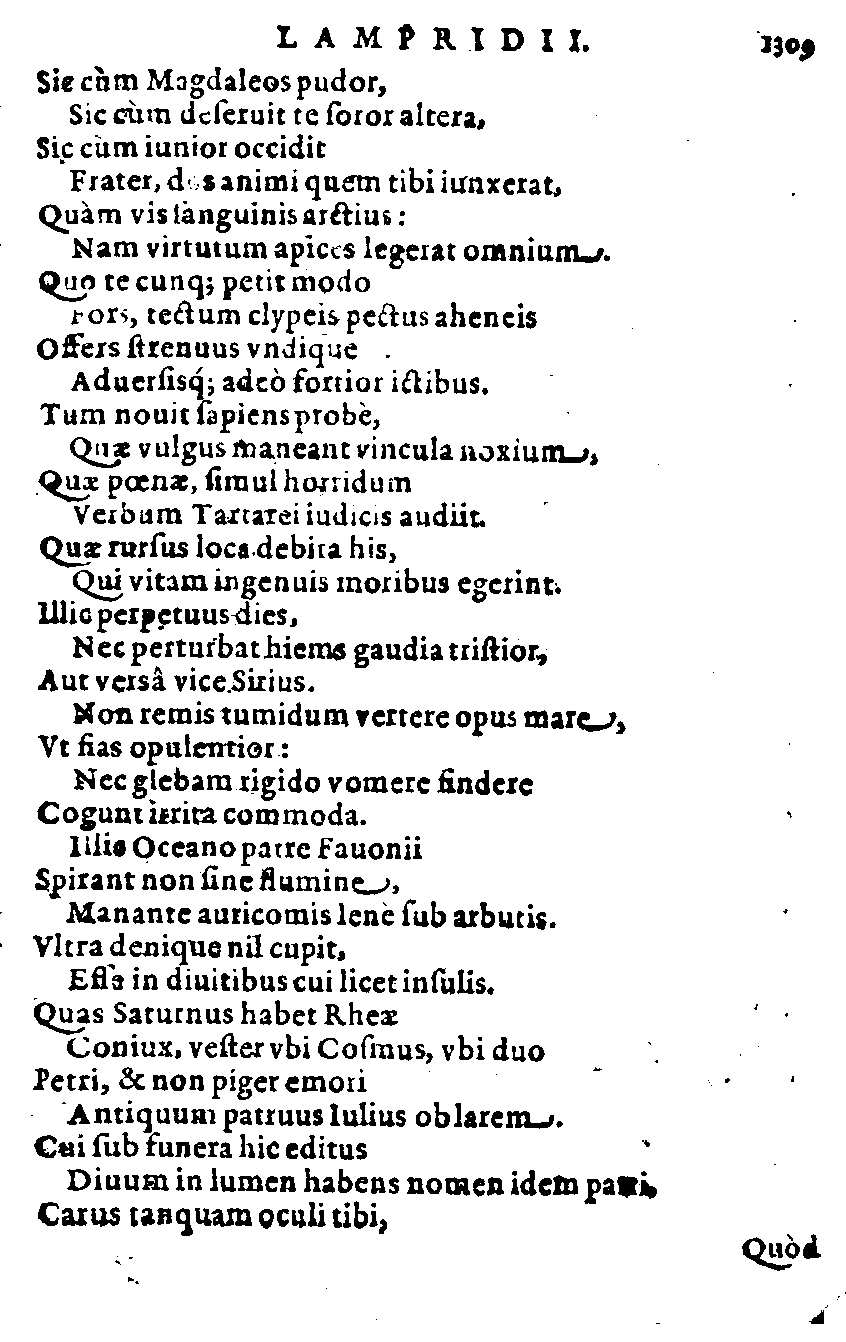 LAMPRIDII. 1309
Sic cùm Magdaleos pudor,
Sic cùm deſeruit te ſoror altera,
Sic cùm iunior occidit
Frater, dos animi quem tibi iunxerat,
Quàm vis ſanguinis arctius:
Nam virtutum apices legerat omnium.
Quo te cunq; petit modo
Fors, tectum clypeis pectus aheneis
Offers ſtrenuus vndique
Aduerſisq́; adeò fortior ictibus.
Tum nouit ſapiens probè,
Quæ vulgus maneant vincula noxium,
Quæ pœnæ, ſimul horridum
Verbum Tartarei iudicis audiit.
Quæ rurſus loca debita his,
Qui vitam ingenuis moribus egerint.
Illic perpetuus dies,
Nec perturbat hiems gaudia triſtior,
Aut versâ vice Sirius.
Non remis tumidum vertere opus mare,
Vt fias opulentior:
Nec glebam rigido vomere findere
Cogunt irrita commoda.
Illic Oceano patre Fauonii
Spirant non ſine flumine,
Manante auricomis lenè ſub arbutis.
Vltra denique nil cupit,
Eſſe in diuitibus cui licet inſulis.
Quas Saturnus habet Rheæ
Coniux, veſter vbi Coſmus, vbi duo
Petri, & non piger emori
Antiquum patruus Iulius ob larem.
Cui ſub funera hic editus
Diuum in lumen habens nomen idem patri,
Carus tanquam oculi tibi,
Quòd